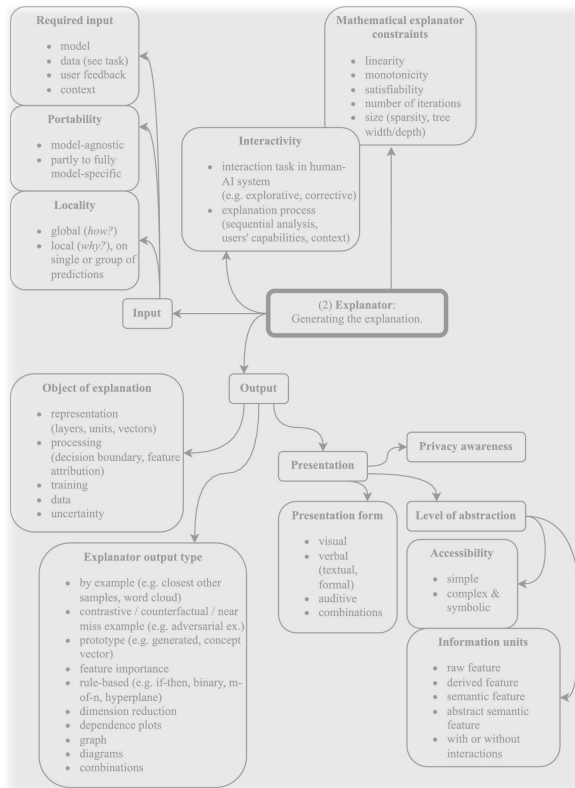 Required input
• model
• data (see task)
• user feedback
• context
Portability
• model-agnostic
• partly to fully
model-specific
Locality
• global (how?)
• local (why?), on
single or group of
predictions
Mathematical explanator
constraints
• linearity
• monotonicity
• satisfiability
• number of iterations
• size (sparsity, tree
width/depth)
Interactivity
• interaction task in human-
AI system
(e.g. explorative, corrective)
• explanation process
(sequential analysis,
users' capabilities, context)
Input
(2) Explanator:
Generating the explanation.
Output
Object of explanation
• representation
(layers, units, vectors)
• processing
(decision boundary, feature
attribution)
• training
• data
• uncertainty
Privacy awareness
Presentation
Presentation form
• visual
• verbal
(textual,
formal)
• auditive
• combinations
Level of abstraction
Accessibility
• simple
• complex &
symbolic
Information units
• raw feature
• derived feature
• semantic feature
• abstract semantic
feature
• with or without
interactions
Explanator output type
• by example (e.g. closest other
samples, word cloud)
• contrastive / counterfactual / near
miss example (e.g. adversarial ex.)
• prototype (e.g. generated, concept
vector)
• feature importance
• rule-based (e.g. if-then, binary, m-
of-n, hyperplane)
• dimension reduction
• dependence plots
• graph
• diagrams
• combinations